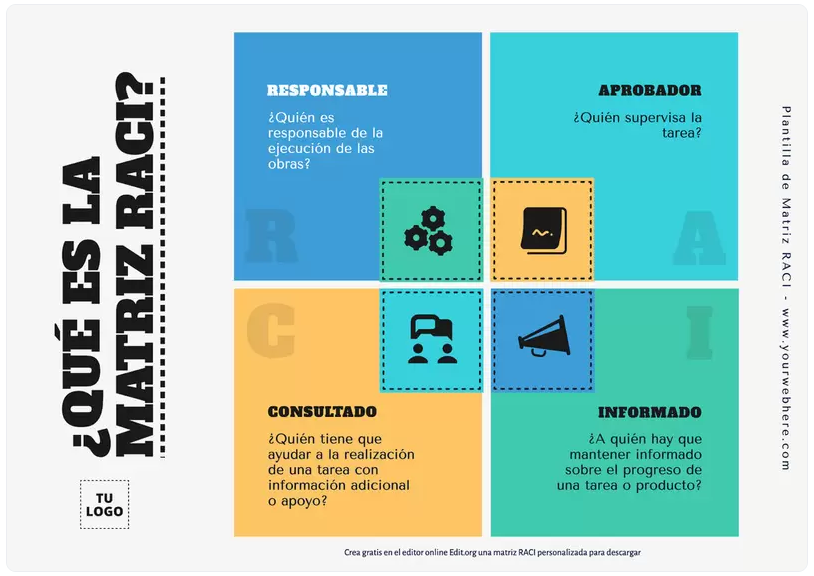 ¿QUÉ ES LA
MATRIZ RACI?
TU
LOGO
RESPONSABLE
¿Quién es
responsable de la
ejecución de las
obras?
R
APROBADOR
¿Quién supervisa la
tarea?
A
C
CONSULTADO
¿Quién tiene que
ayudar a la realización
de una tarea con
información adicional
o apoyo?
I
INFORMADO
¿A quién hay que
mantener informado
sobre el progreso de
una tarea o producto?
Plantilla de Matriz RACI - www.yourwebhere.com
Crea gratis en el editor online Edit.org una matriz RACI personalizada para descargar